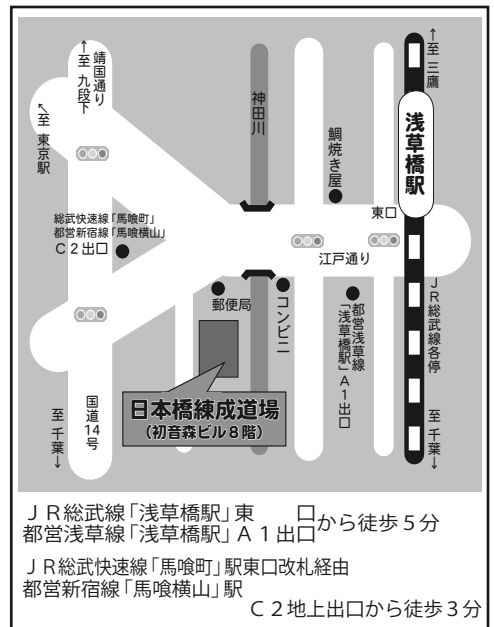 ↑至 三鷹
浅草橋駅
東口
ＪＲ総武線各停
至 千葉→
靖国通り
↑至 九段下
↖至 東京駅
神田川
鯛焼き屋
江戸通り
総武快速線「馬喰町」
都営新宿線「馬喰横山」
Ｃ２出口
郵便局
コンビニ
都営浅草線
「浅草橋駅」Ａ１出口
国道14号
至 千葉→
日本橋練成道場
(初音森ビル８階)
ＪＲ総武線「浅草橋駅」東　　口
都営浅草線「浅草橋駅」Ａ１出口から徒歩５分
ＪＲ総武快速線「馬喰町」駅東口改札経由
都営新宿線「馬喰横山」駅
Ｃ２地上出口から徒歩３分